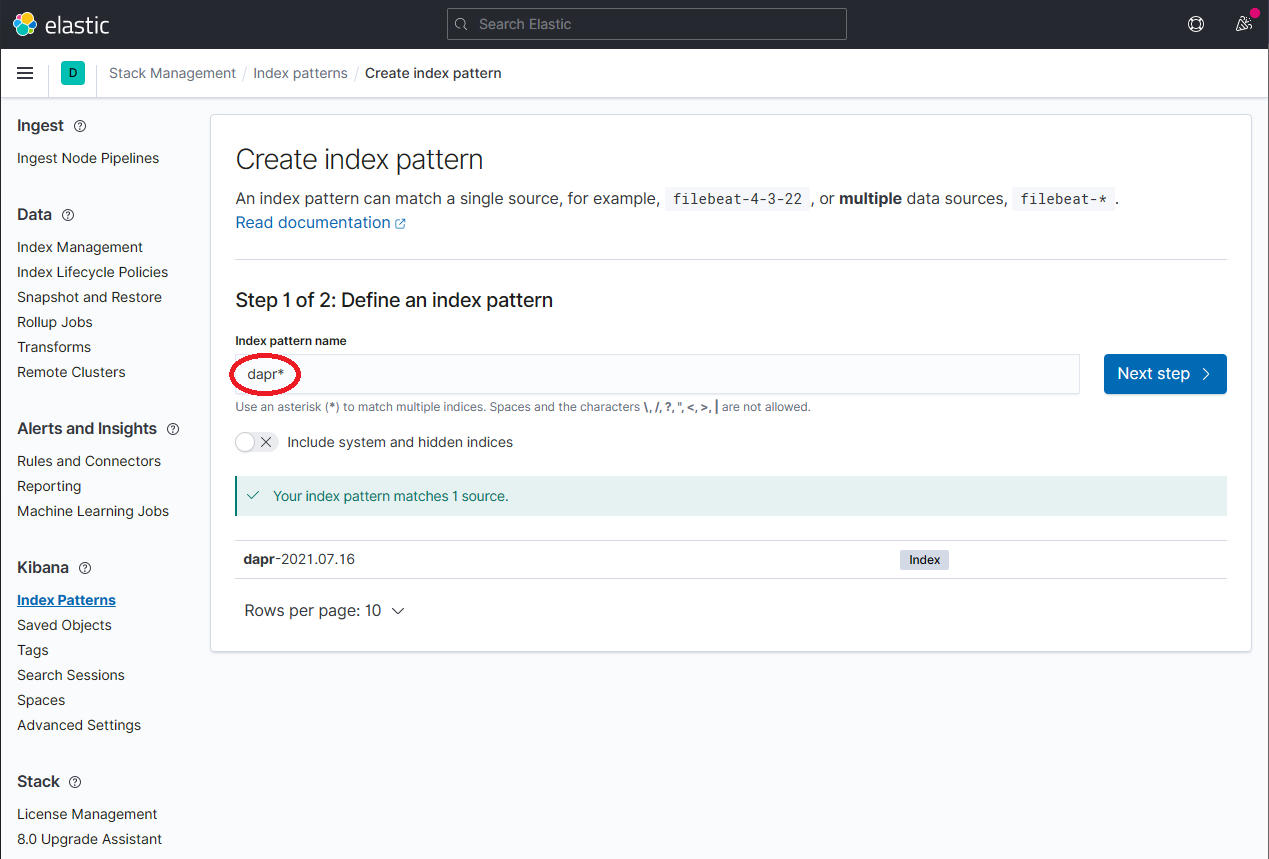 elastic
Search Elastic
D
Stack Management / Index patterns / Create index pattern
Ingest
Ingest Node Pipelines
Data
Index Management
Index Lifecycle Policies
Snapshot and Restore
Rollup Jobs
Transforms
Remote Clusters
Alerts and Insights
Rules and Connectors
Reporting
Machine Learning Jobs
Kibana
Index Patterns
Saved Objects
Tags
Search Sessions
Spaces
Advanced Settings
Stack
License Management
8.0 Upgrade Assistant
Create index pattern
An index pattern can match a single source, for example, filebeat-4-3-22 , or multiple data sources, filebeat-* .
Read documentation
Step 1 of 2: Define an index pattern
Index pattern name
dapr*
Next step
Use an asterisk (*) to match multiple indices. Spaces and the characters \, /, ?, ", <, >, | are not allowed.
Include system and hidden indices
Your index pattern matches 1 source.
dapr-2021.07.16 Index
Rows per page: 10